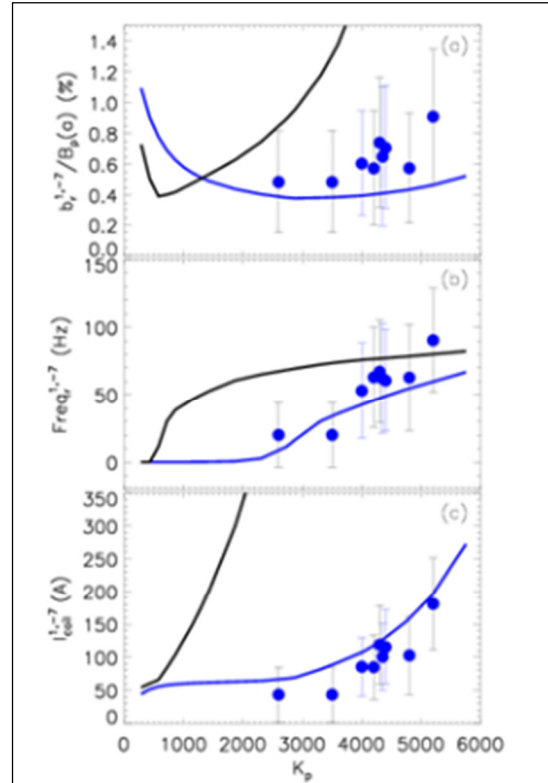 (a)
b_r^{1,-7}/B_p(a) (%)
1.4
1.2
1.0
0.8
0.6
0.4
0.2
0.0
(b)
Freq_r^{1,-7} (Hz)
150
100
50
0
(c)
I_coil^{1,-7} (A)
350
300
250
200
150
100
50
0
0 1000 2000 3000 4000 5000 6000
K_p